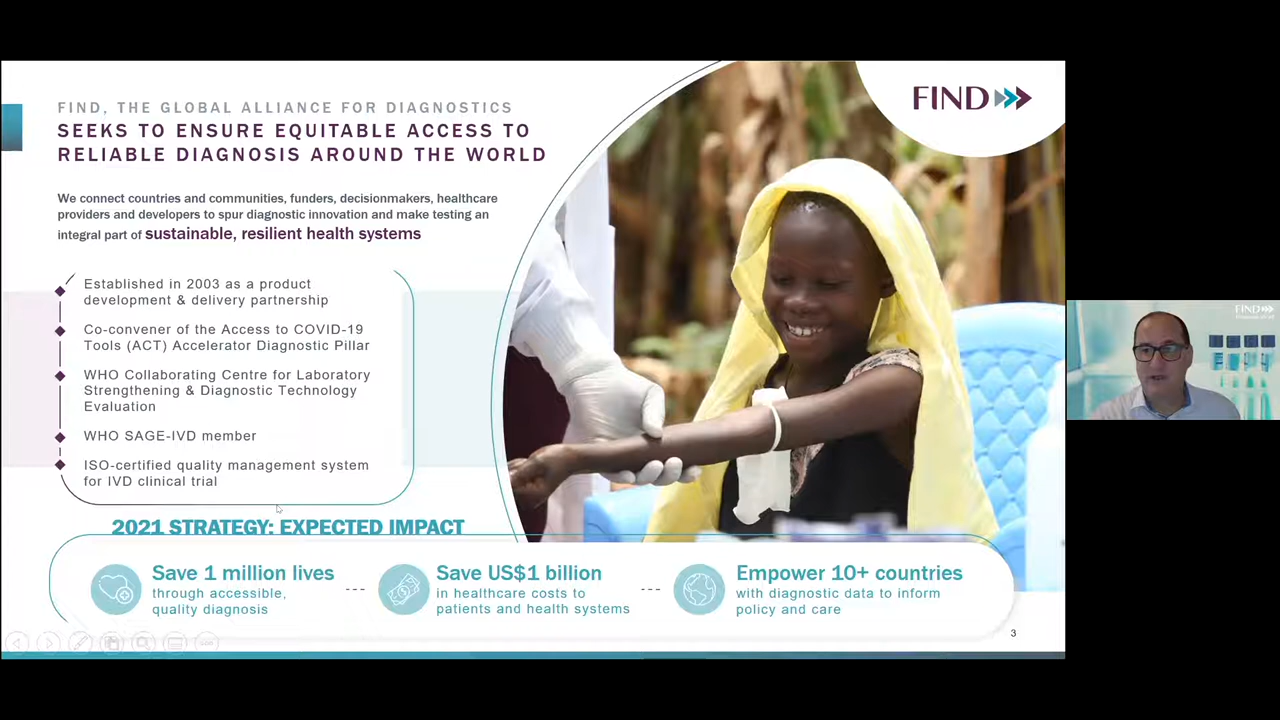 FIND, THE GLOBAL ALLIANCE FOR DIAGNOSTICS
SEEKS TO ENSURE EQUITABLE ACCESS TO
RELIABLE DIAGNOSIS AROUND THE WORLD
FIND
We connect countries and communities, funders, decisionmakers, healthcare
providers and developers to spur diagnostic innovation and make testing an
integral part of sustainable, resilient health systems
Established in 2003 as a product
development & delivery partnership
Co-convener of the Access to COVID-19
Tools (ACT) Accelerator Diagnostic Pillar
WHO Collaborating Centre for Laboratory
Strengthening & Diagnostic Technology
Evaluation
WHO SAGE-IVD member
ISO-certified quality management system
for IVD clinical trial
2021 STRATEGY: EXPECTED IMPACT
Save 1 million lives
through accessible,
quality diagnosis
Save US$1 billion
in healthcare costs to
patients and health systems
Empower 10+ countries
with diagnostic data to inform
policy and care
3
FIND